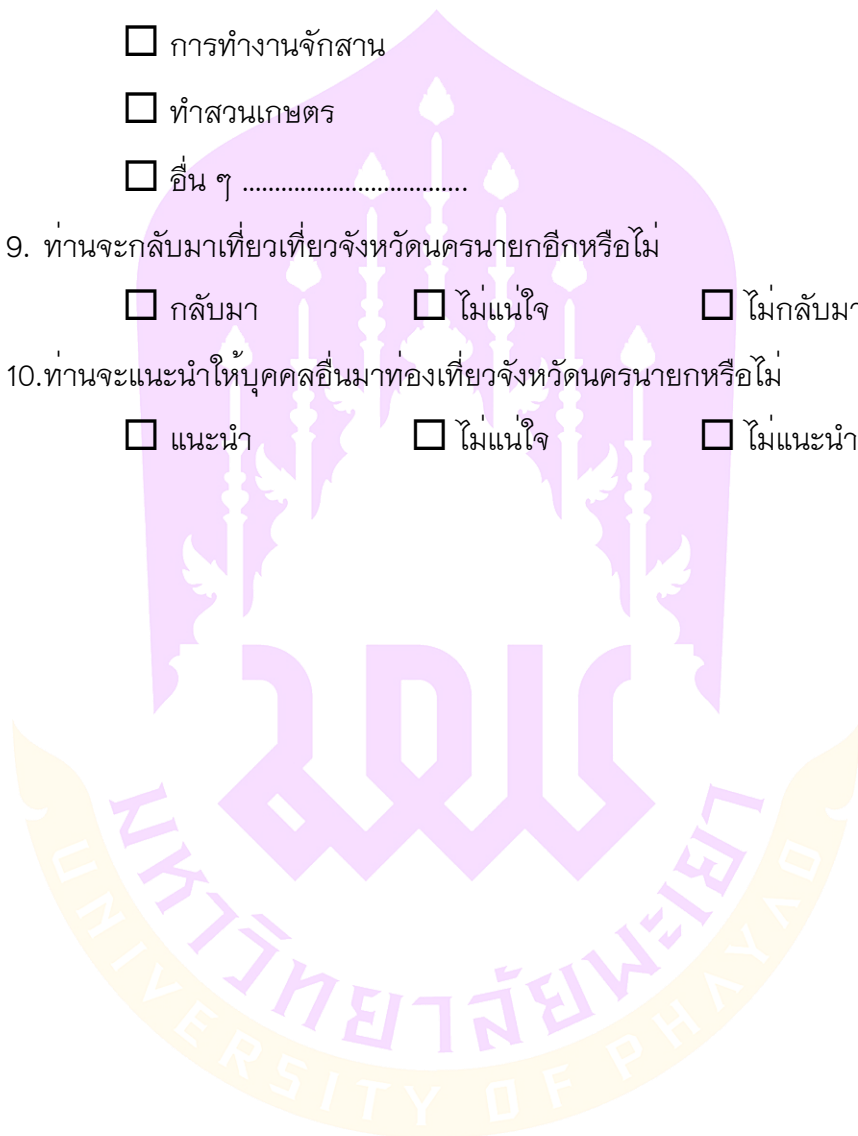 ☐ การทำงานจักสาน
☐ ทำสวนเกษตร
☐ อื่น ๆ ...................................
9. ท่านจะกลับมาเที่ยวเที่ยวจังหวัดนครนายกอีกหรือไม่
☐ กลับมา ☐ ไม่แน่ใจ ☐ ไม่กลับมา
10.ท่านจะแนะนำให้บุคคลอื่นมาท่องเที่ยวจังหวัดนครนายกหรือไม่
☐ แนะนำ ☐ ไม่แน่ใจ ☐ ไม่แนะนำ
มหาวิทยาลัยพะเยา
UNIVERSITY OF PHAYAO